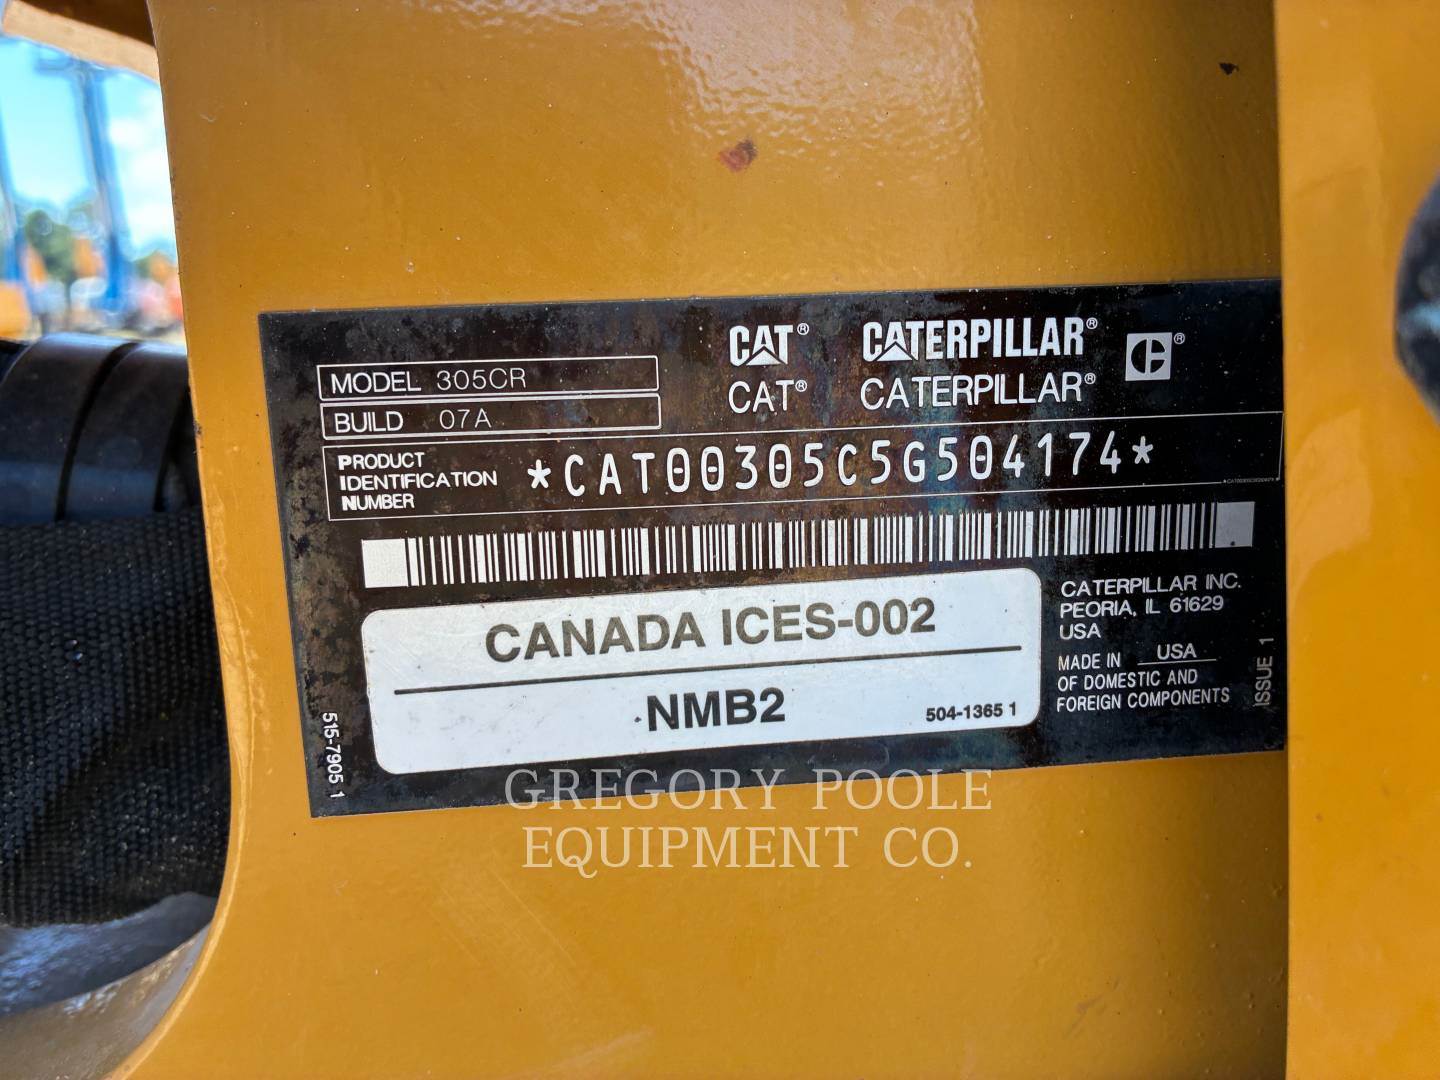 CAT® CATERPILLAR® C®
CAT® CATERPILLAR®
MODEL 305CR
BUILD 07A
PRODUCT IDENTIFICATION NUMBER *CAT00305C5G504174*
CANADA ICES-002
NMB2
504-1365 1
CATERPILLAR INC.
PEORIA, IL 61629
USA
MADE IN USA
OF DOMESTIC AND
FOREIGN COMPONENTS
ISSUE 1
515-7905 1
GREGORY POOLE
EQUIPMENT CO.